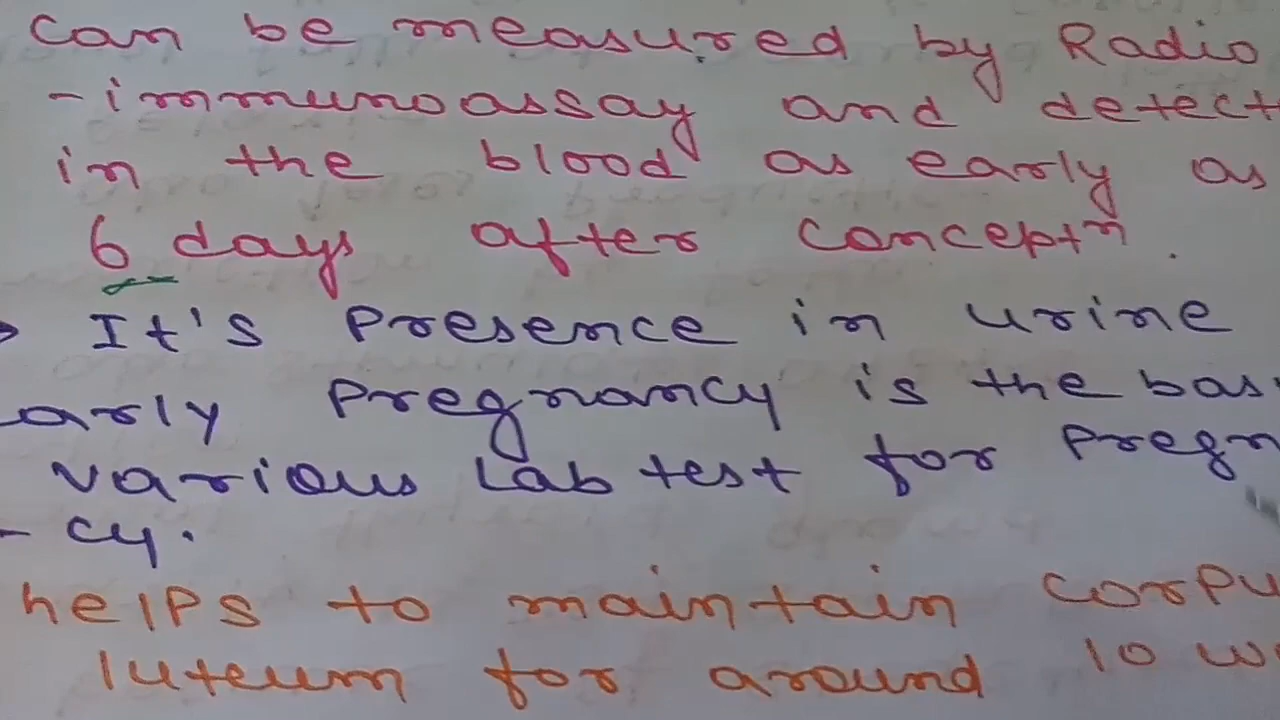 can be measured by Radio
-immunoassay and detect
in the blood as early as
6 days after conceptn.
It's Presence in urine
arly Pregnancy is the bas
various Lab test for Pregn
- cy.
helps to maintain corpu
luteum for around 10 w